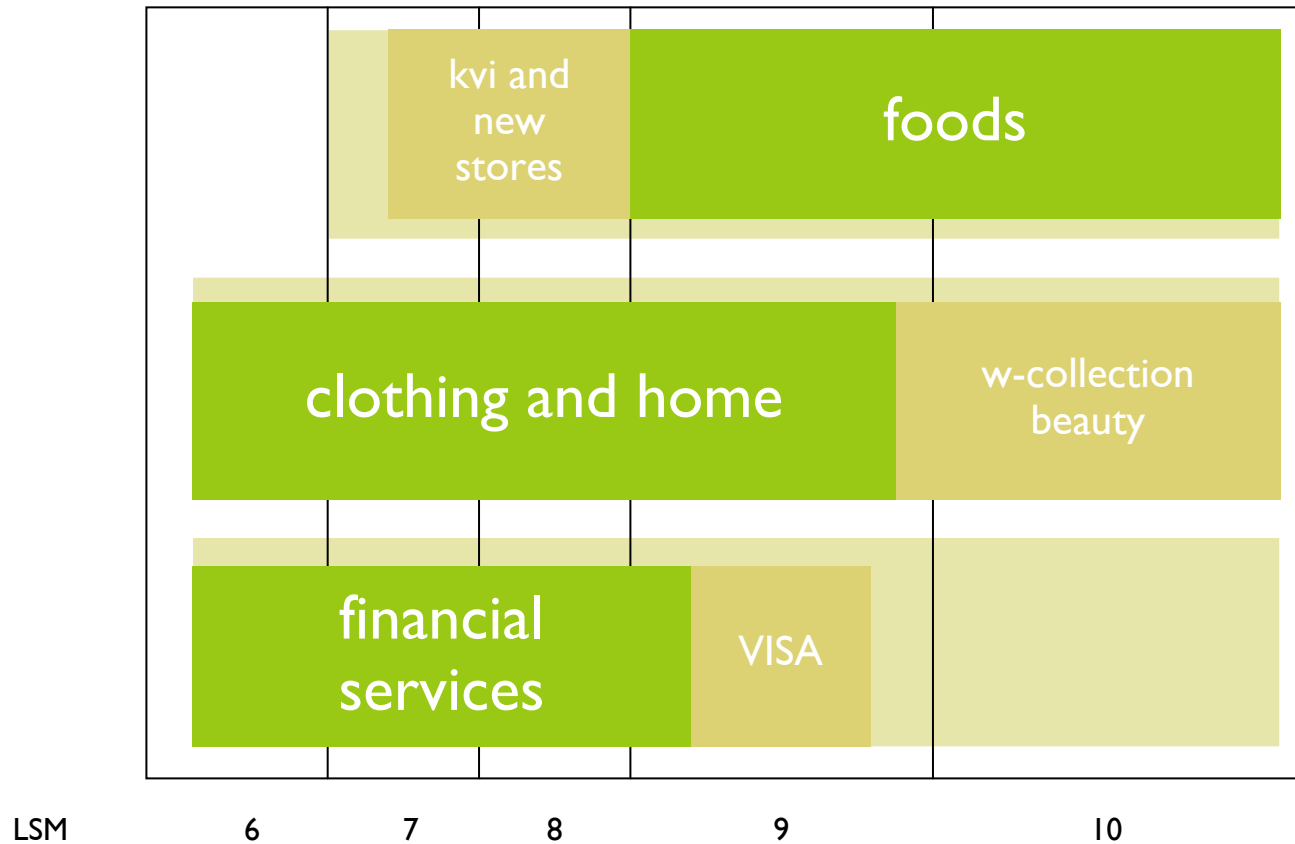 kvi and
new
stores
foods
clothing and home
w-collection
beauty
financial
services
VISA
LSM 6 7 8 9 10